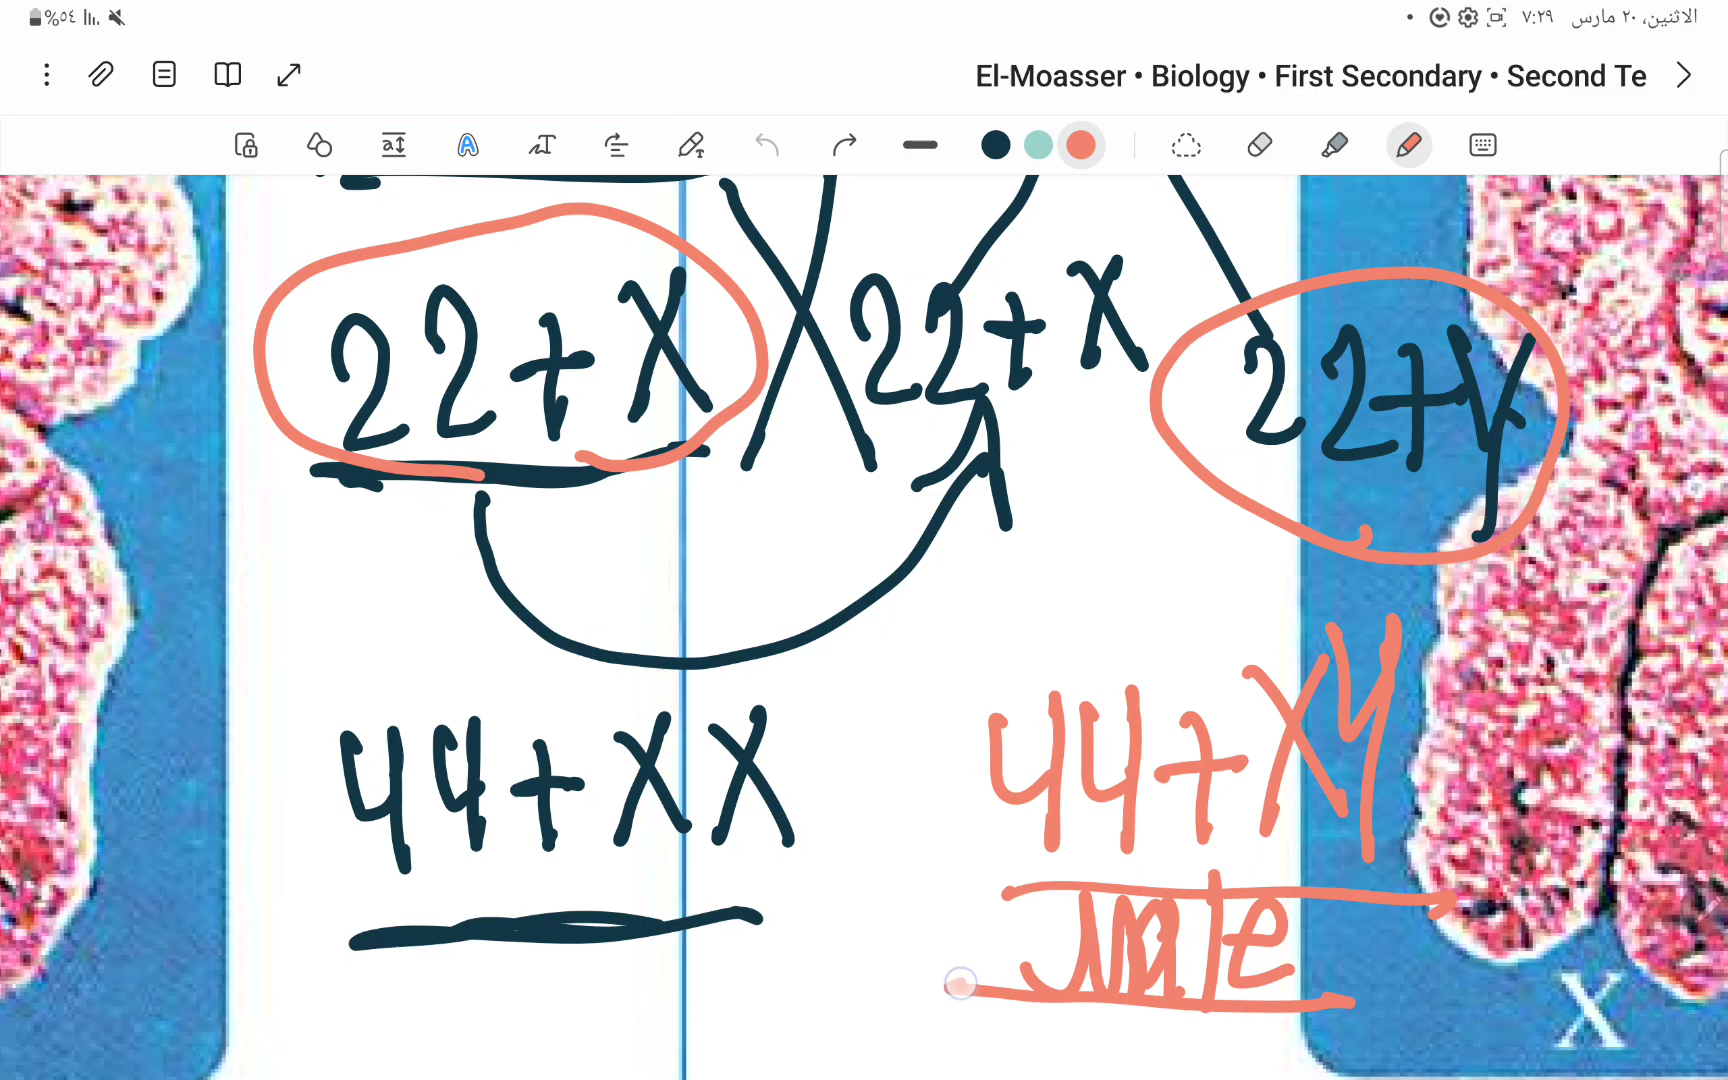 %٥٤ ٧:٢٩ الاثنين، ٢٠ مارس
El-Moasser • Biology • First Secondary • Second Te
22+X X 22+X 22+Y
44+XX 44+XY
male
X